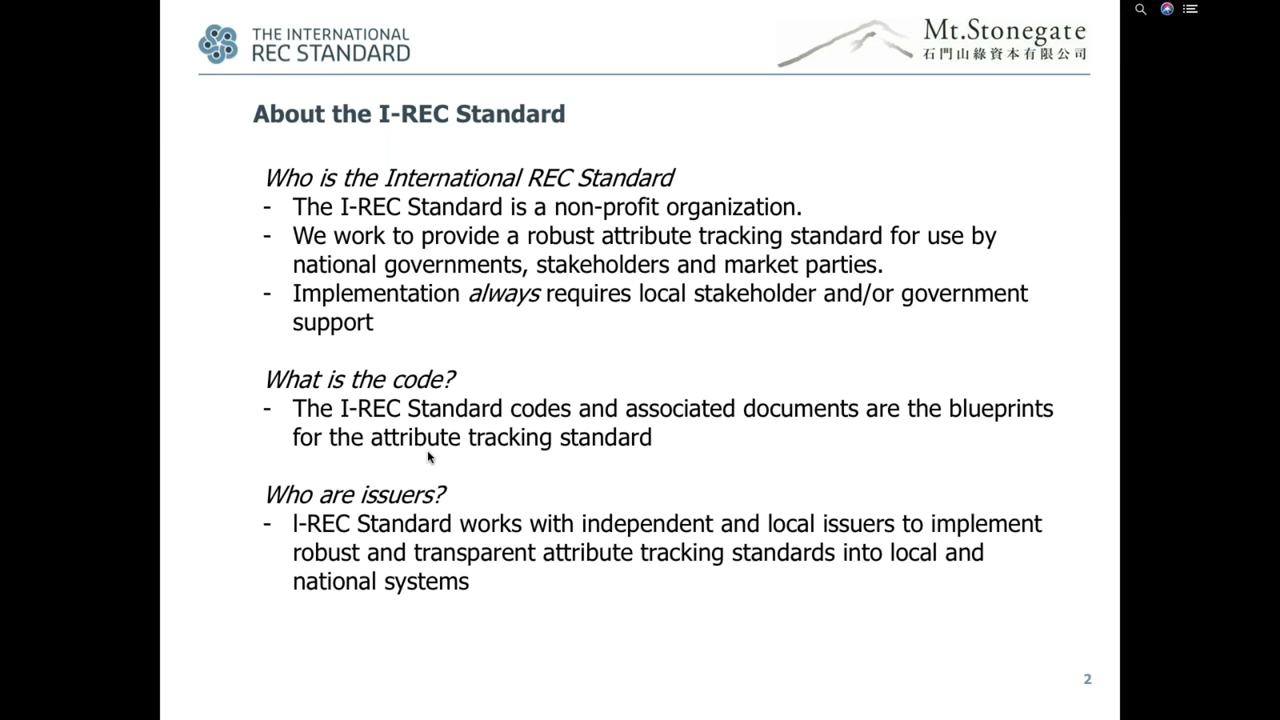 THE INTERNATIONAL
REC STANDARD
Mt.Stonegate
石門山綠資本有限公司
About the I-REC Standard
Who is the International REC Standard
- The I-REC Standard is a non-profit organization.
- We work to provide a robust attribute tracking standard for use by
national governments, stakeholders and market parties.
- Implementation always requires local stakeholder and/or government
support
What is the code?
- The I-REC Standard codes and associated documents are the blueprints
for the attribute tracking standard
Who are issuers?
- l-REC Standard works with independent and local issuers to implement
robust and transparent attribute tracking standards into local and
national systems
2